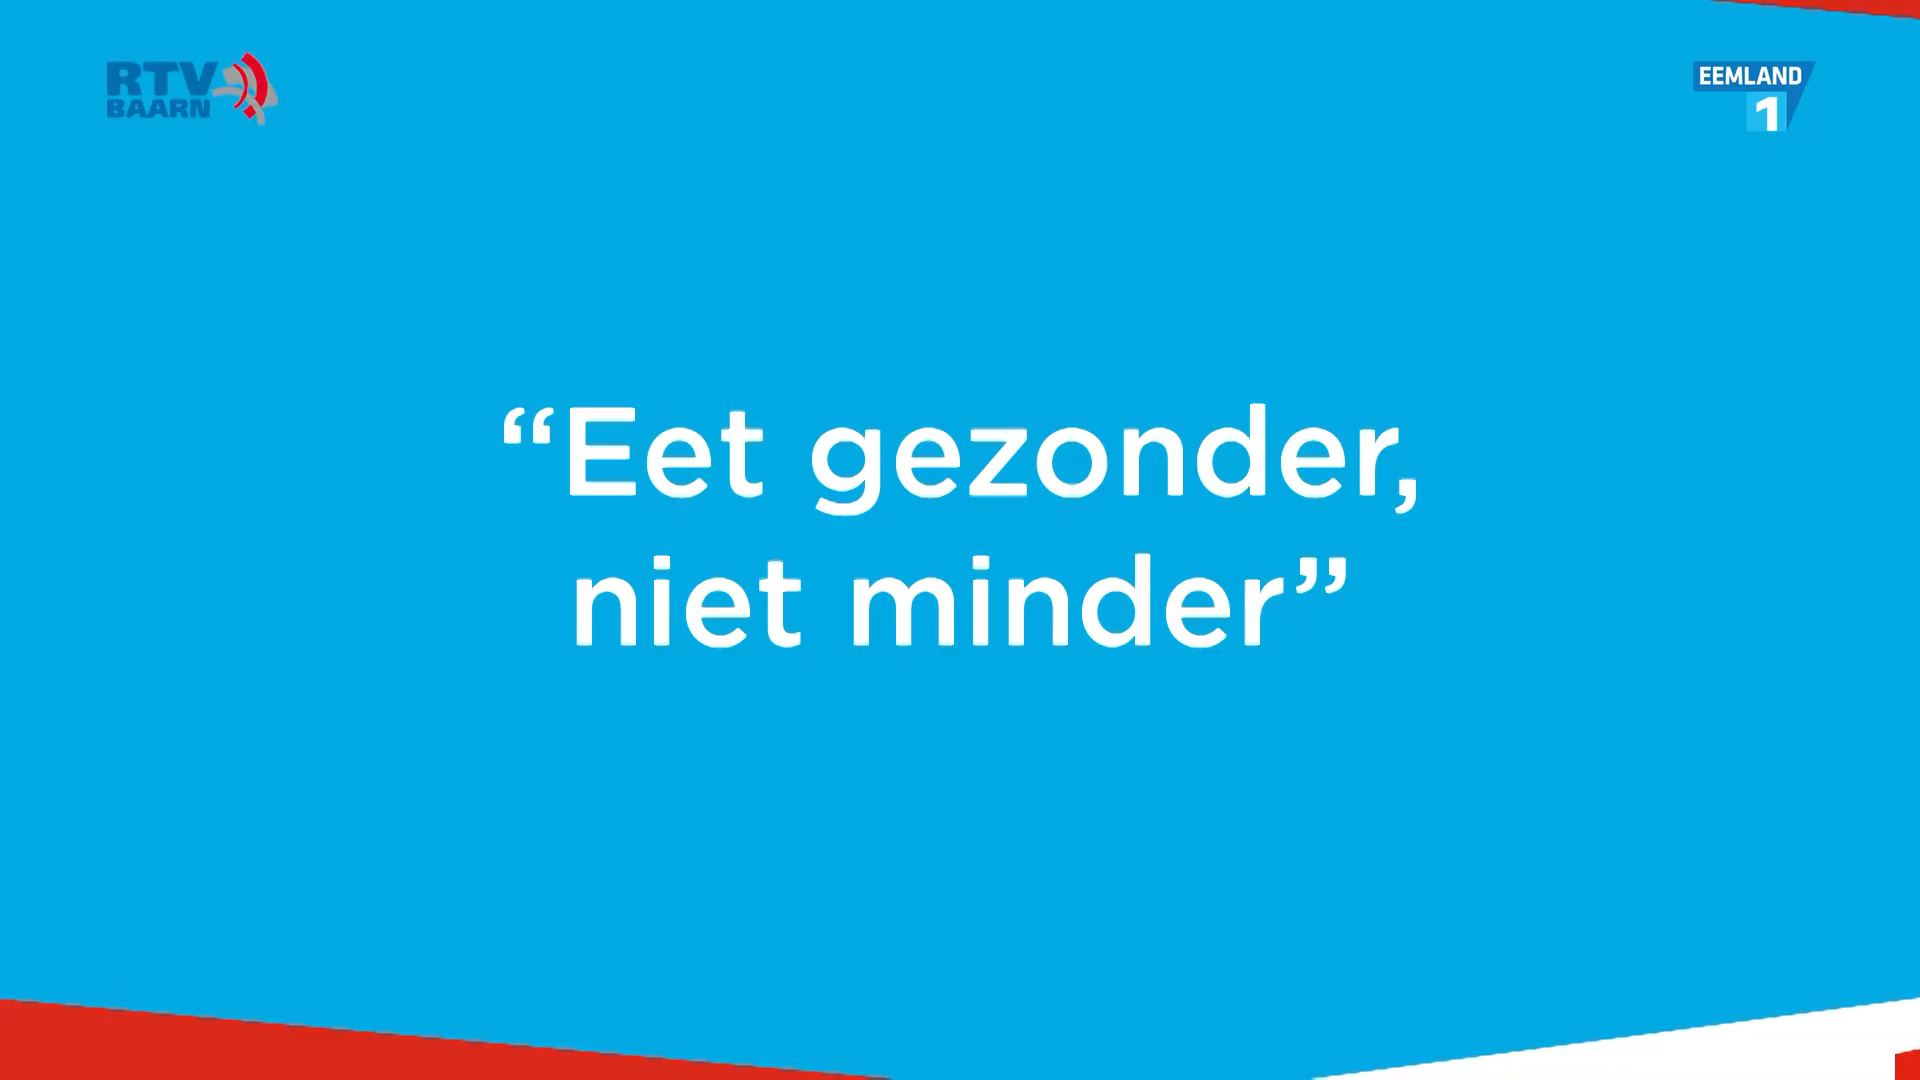 RTV
BAARN
EEMLAND
1
“Eet gezonder,
niet minder”